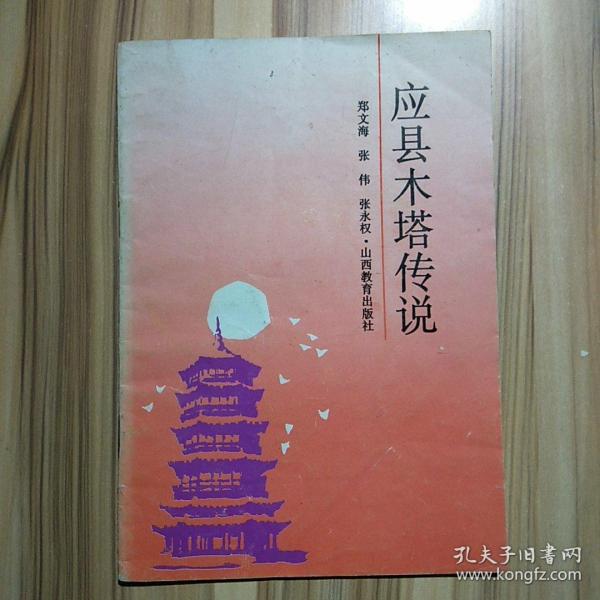 应县木塔传说
郑文海 张伟 张永权·山西教育出版社
孔夫子旧书网
www.kongfz.com